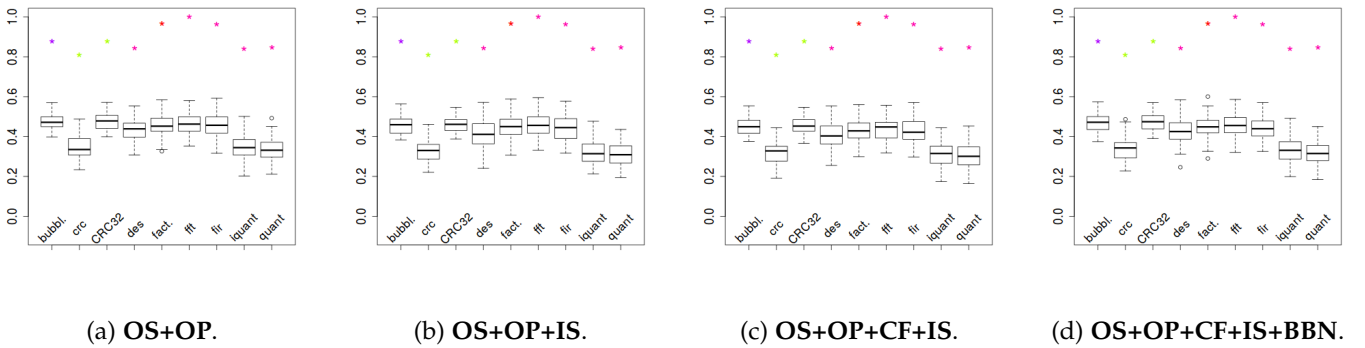 1.0
0.8
0.6
0.4
0.2
0.0
bubbl.
crc
CRC32
des
fact.
fft
fir
iquant
quant
1.0
0.8
0.6
0.4
0.2
0.0
bubbl.
crc
CRC32
des
fact.
fft
fir
iquant
quant
1.0
0.8
0.6
0.4
0.2
0.0
bubbl.
crc
CRC32
des
fact.
fft
fir
iquant
quant
1.0
0.8
0.6
0.4
0.2
0.0
bubbl.
crc
CRC32
des
fact.
fft
fir
iquant
quant
(a) OS+OP.
(b) OS+OP+IS.
(c) OS+OP+CF+IS.
(d) OS+OP+CF+IS+BBN.